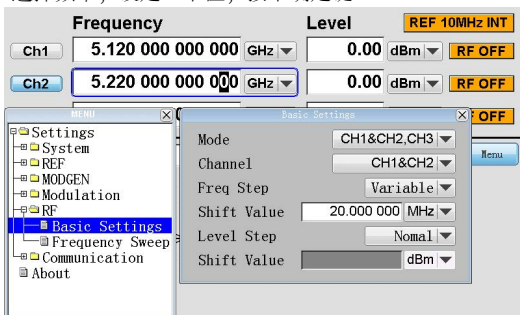 Frequency Level REF 10MHz INT
Ch1 5.120 000 000 000 GHz 0.00 dBm RF OFF
Ch2 5.220 000 000 000 GHz 0.00 dBm RF OFF
OFF
MENU
Settings
System
REF
MODGEN
Modulation
RF
Basic Settings
Frequency Sweep
Communication
About
Basic Settings
Mode CH1&CH2,CH3
Channel CH1&CH2
Freq Step Variable
Shift Value 20.000 000 MHz
Level Step Nomal
Shift Value dBm
Menu